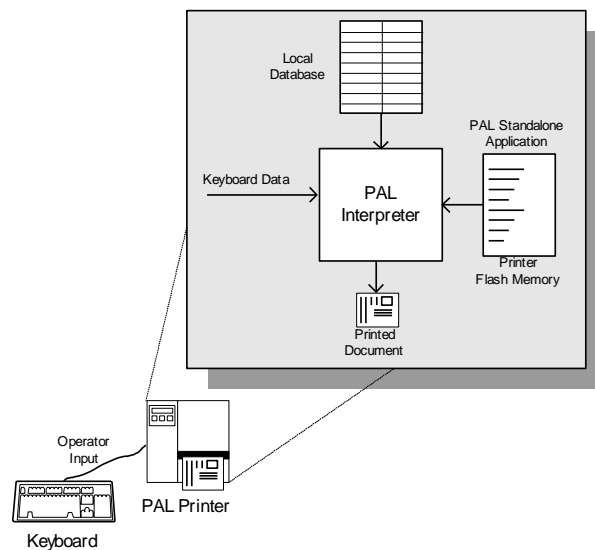 Local
Database
PAL Standalone
Application
Keyboard Data
PAL
Interpreter
Printer
Flash Memory
Printed
Document
Operator
Input
PAL Printer
Keyboard